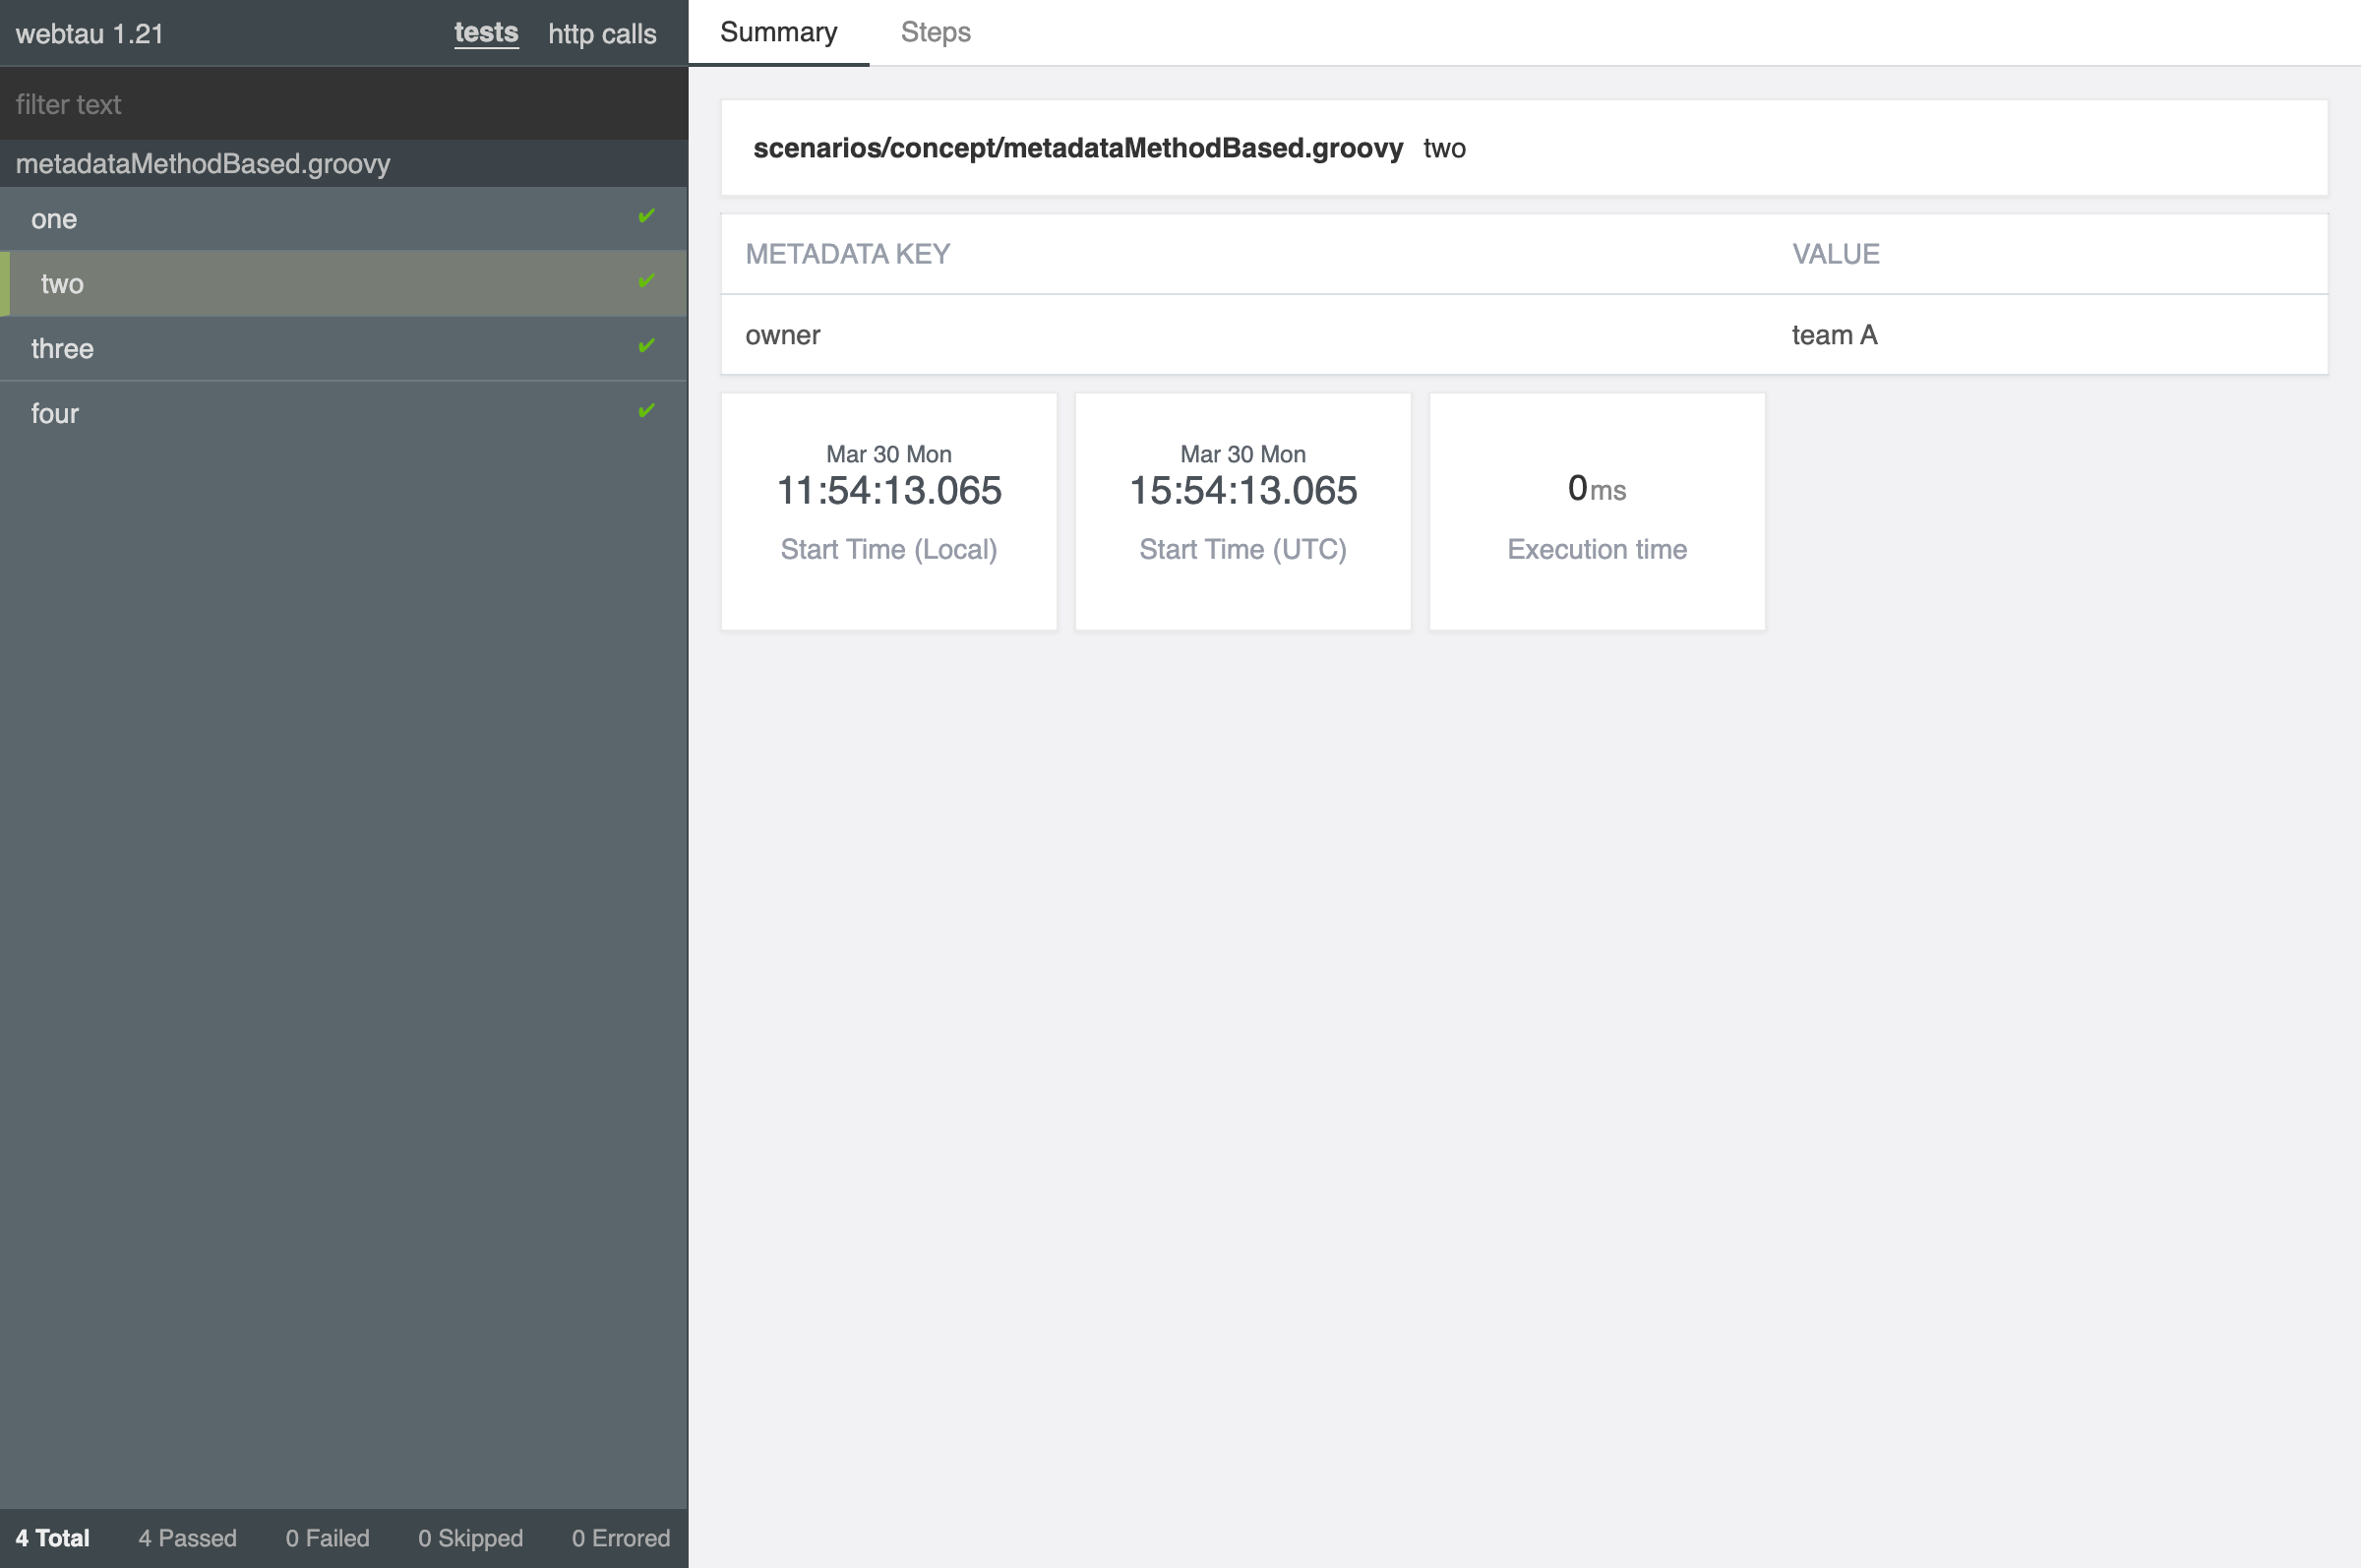 webtau 1.21 tests http calls
filter text
metadataMethodBased.groovy
one
two
three
four
4 Total 4 Passed 0 Failed 0 Skipped 0 Errored
Summary Steps
scenarios/concept/metadataMethodBased.groovy two
METADATA KEY VALUE
owner team A
Mar 30 Mon
11:54:13.065
Start Time (Local)
Mar 30 Mon
15:54:13.065
Start Time (UTC)
0ms
Execution time